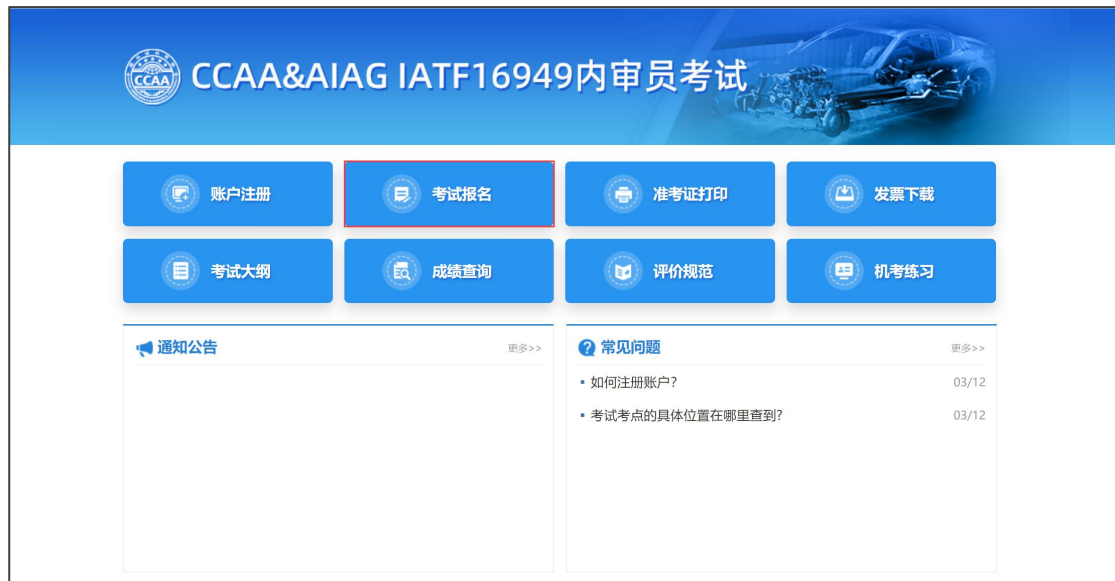 CCAA
CCAA&AIAG IATF16949内审员考试
账户注册
考试报名
准考证打印
发票下载
考试大纲
成绩查询
评价规范
机考练习
通知公告
更多>>
常见问题
更多>>
如何注册账户?
03/12
考试考点的具体位置在哪里查到?
03/12